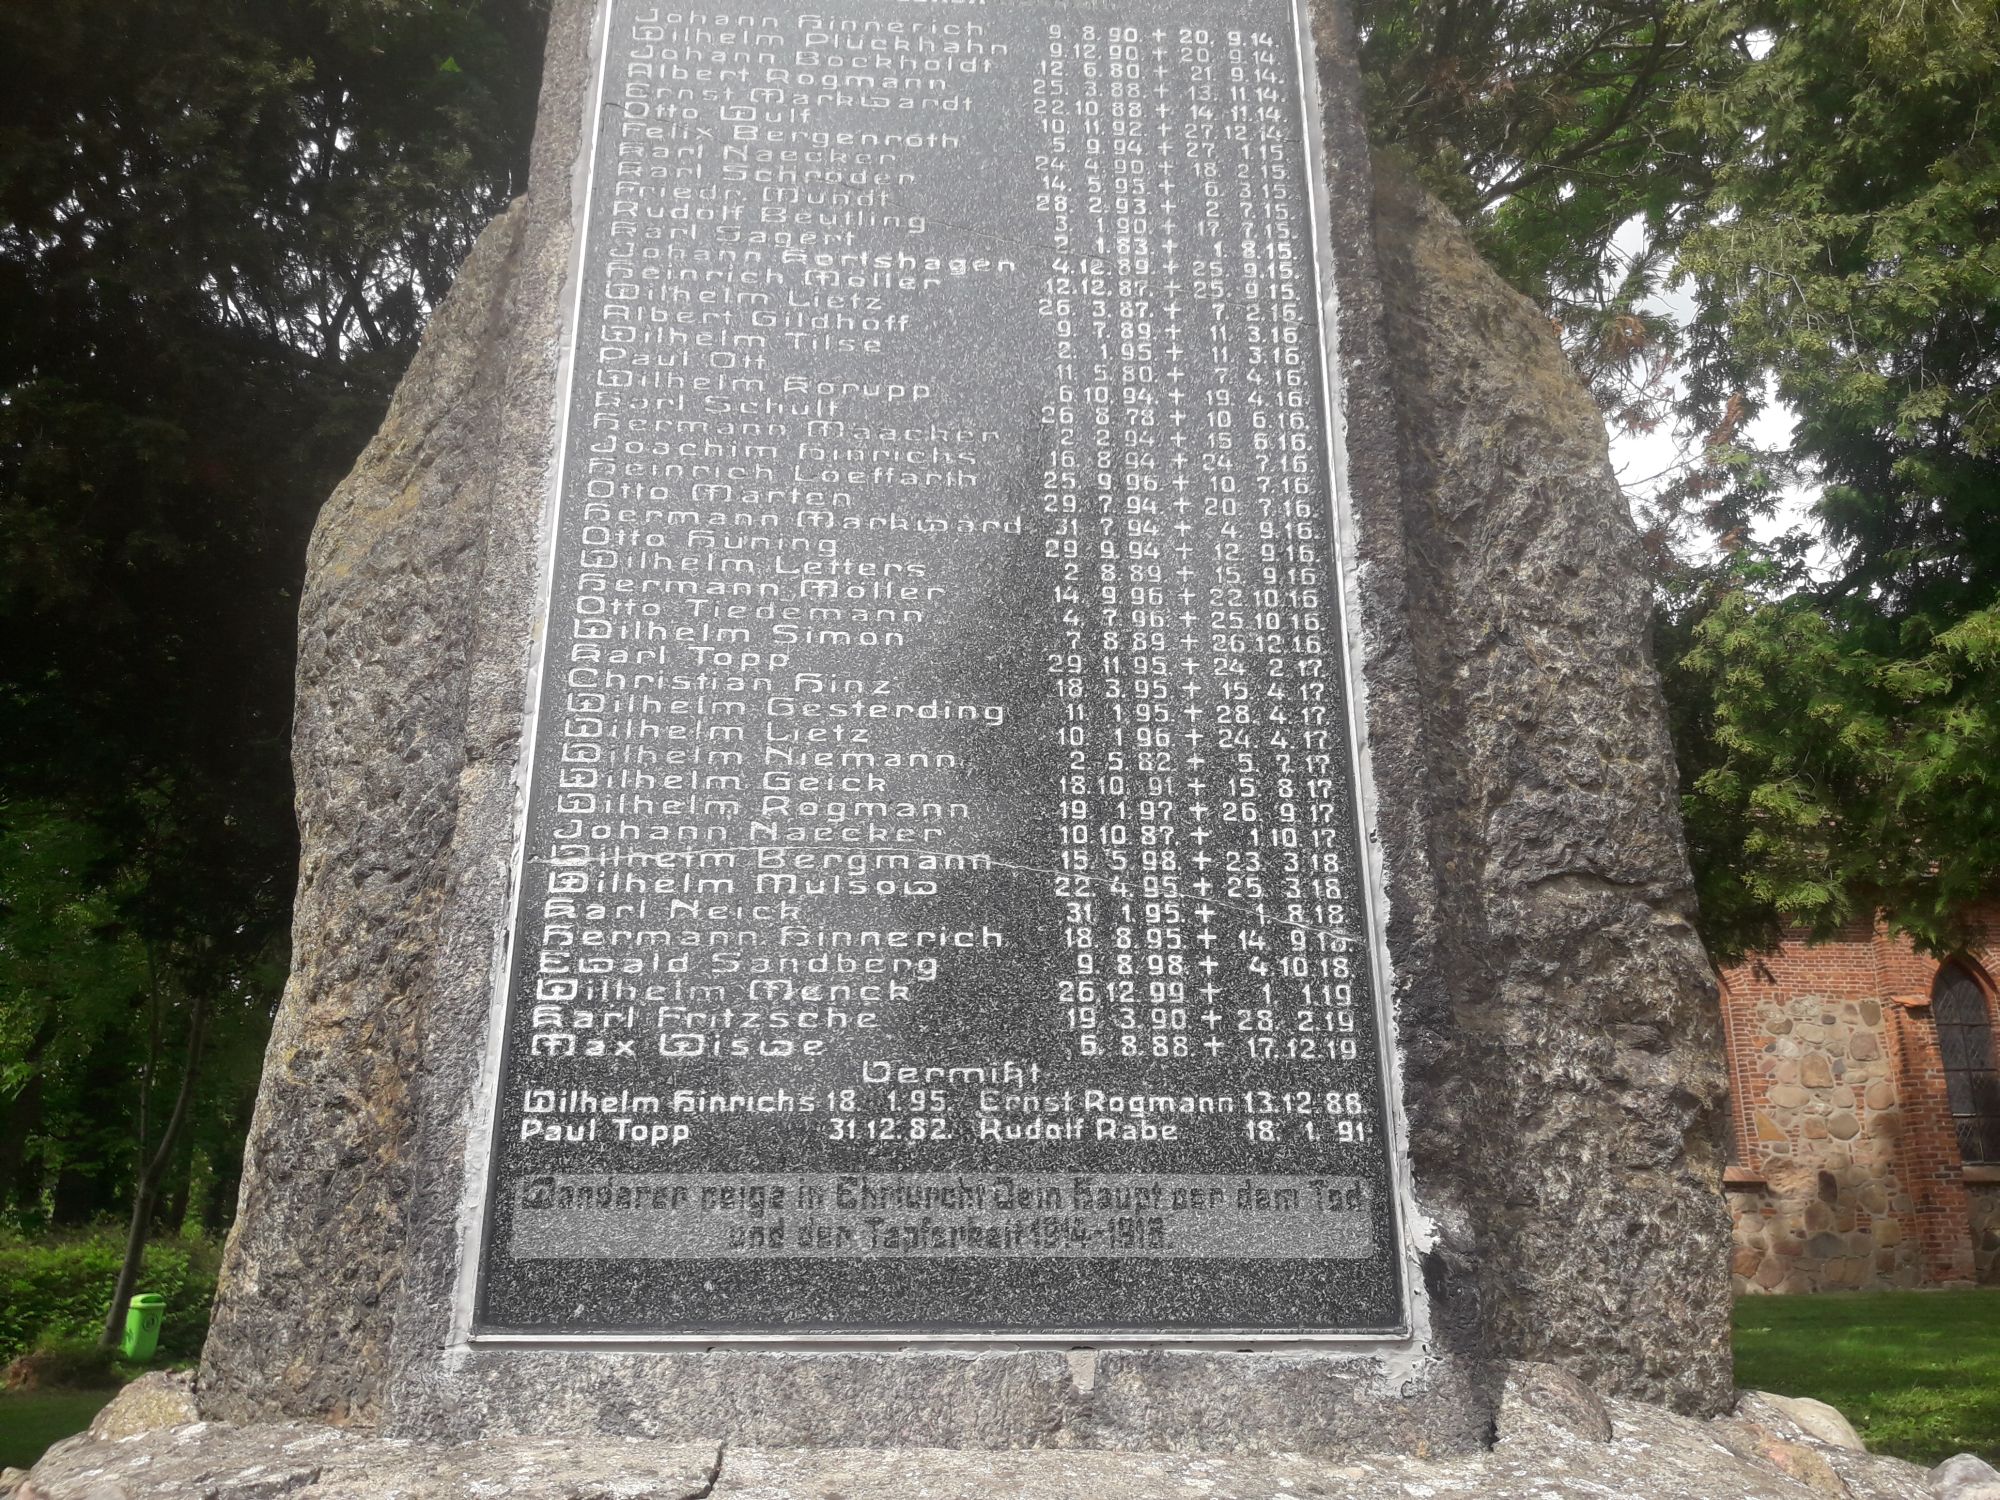 Johann Hinnerich 9. 8. 90 + 20. 9. 14.
Wilhelm Plückhahn 9. 12. 90 + 20. 9. 14.
Johann Bockholdt 12. 6. 80 + 21. 9. 14.
Albert Rogmann 25. 3. 88. + 13. 11. 14.
Ernst Markwardt 22. 10. 88 + 14. 11. 14.
Otto Wulf 10. 11. 92. + 27. 12. 14.
Felix Bergenroth 5. 9. 94. + 27. 1. 15.
Karl Naecker 24. 4. 90. + 18. 2. 15.
Karl Schröder 14. 5. 95. + 6. 3. 15.
Friedr. Mundt 28. 2. 93. + 2. 7. 15.
Rudolf Beutling 3. 1. 90. + 17. 7. 15.
Karl Sagert 2. 1. 83. + 1. 8. 15.
Johann Kortshagen 4. 12. 89. + 25. 9. 15.
Heinrich Möller 12. 12. 87. + 25. 9. 15.
Wilhelm Lietz 26. 3. 87. + 7. 2. 16.
Albert Gildhoff 9. 7. 89. + 11. 3. 16.
Wilhelm Tilse 2. 1. 95. + 11. 3. 16.
Paul Ott 11. 5. 80. + 7. 4. 16.
Wilhelm Korupp 6. 10. 94. + 19. 4. 16.
Karl Schult 26. 8. 78. + 10. 6. 16.
Hermann Maacken 2. 2. 94. + 15. 6. 16.
Joachim Hinrichs 16. 8. 94. + 24. 7. 16.
Heinrich Loeffarth 25. 9. 96. + 10. 7. 16.
Otto Marten 29. 7. 94. + 20. 7. 16.
Hermann Markward 31. 7. 94. + 4. 9. 16.
Otto Hüning 29. 9. 94. + 12. 9. 16.
Wilhelm Letters 2. 8. 89. + 15. 9. 16
Hermann Möller 14. 9. 96. + 22. 10. 16
Otto Tiedemann 4. 7. 96. + 25. 10. 16.
Wilhelm Simon 7. 8. 89 + 26. 12. 16
Karl Topp 29. 11. 95 + 24. 2. 17.
Christian Hinz 18. 3. 95 + 15. 4. 17.
Wilhelm Gesterding 11. 1. 95. + 28. 4. 17.
Wilhelm Lietz 10. 1. 96 + 24. 4. 17.
Wilhelm Niemann 2. 5. 82 + 5. 7. 17
Wilhelm Geick 18. 10. 91 + 15. 8. 17
Wilhelm Rogmann 19. 1. 97 + 26. 9. 17
Johann Naecker 10. 10. 87. + 1. 10. 17
Wilhelm Bergmann 15. 5. 98. + 23. 3. 18
Wilhelm Mulsow 22. 4. 95. + 25. 3. 18
Karl Neick 31. 1. 95. + 1. 8. 18.
Hermann Hinnerich 18. 8. 95. + 14. 9. 18.
Ewald Sandberg 9. 8. 98. + 4. 10. 18.
Wilhelm Menck 26. 12. 99 + 1. 1. 19
Karl Fritzsche 19. 3. 90 + 28. 2. 19
Max Wiswe 5. 8. 88. + 17. 12. 19
Vermißt
Wilhelm Hinrichs 18. 1. 95. Ernst Rogmann 13. 12. 88.
Paul Topp 31. 12. 82. Rudolf Rabe 18. 1. 91.
Wanderer neige in Ehrfurcht Dein Haupt vor dem Tod
und der Tapferkeit 1914-1918.